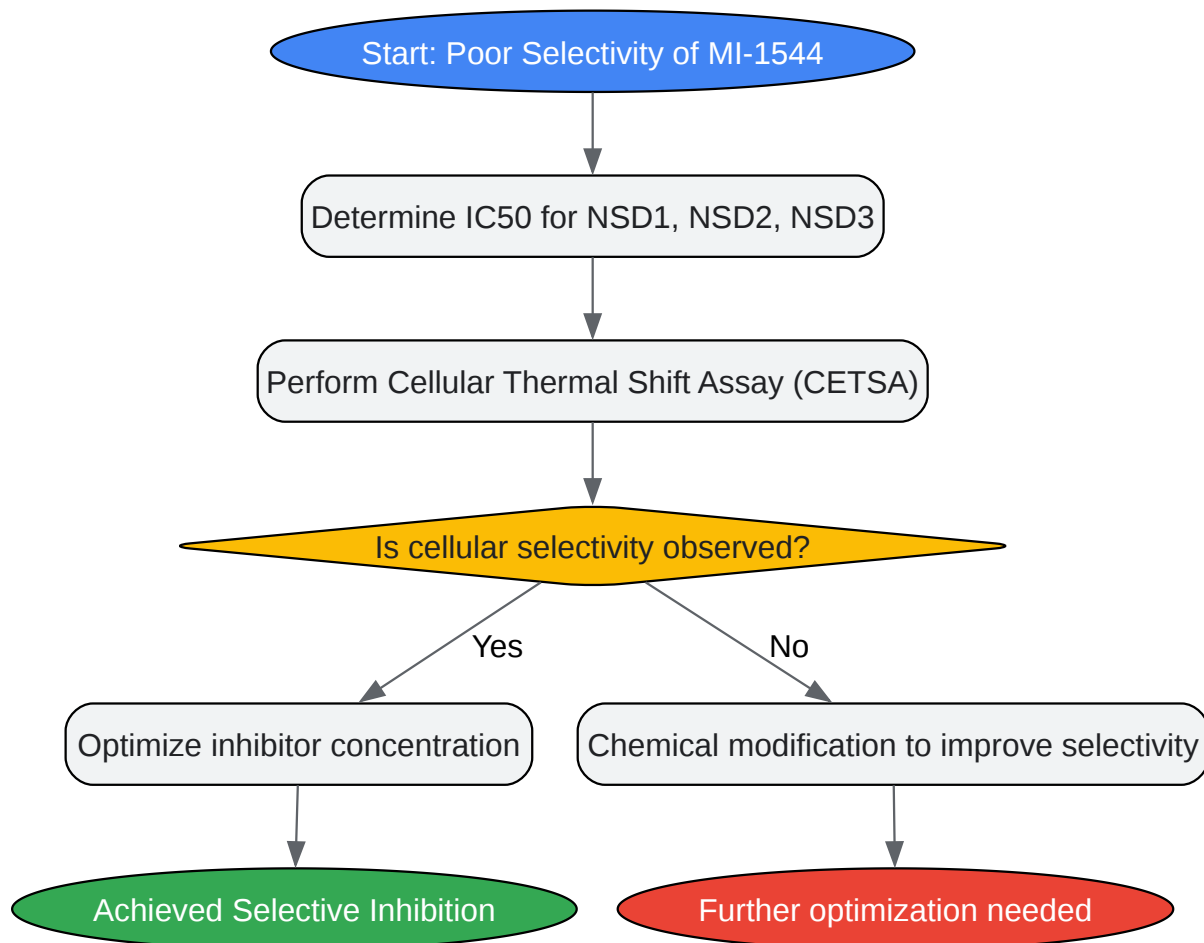 Start: Poor Selectivity of MI-1544
Determine IC50 for NSD1, NSD2, NSD3
Perform Cellular Thermal Shift Assay (CETSA)
Is cellular selectivity observed?
Yes
No
Optimize inhibitor concentration
Chemical modification to improve selectivity
Achieved Selective Inhibition
Further optimization needed